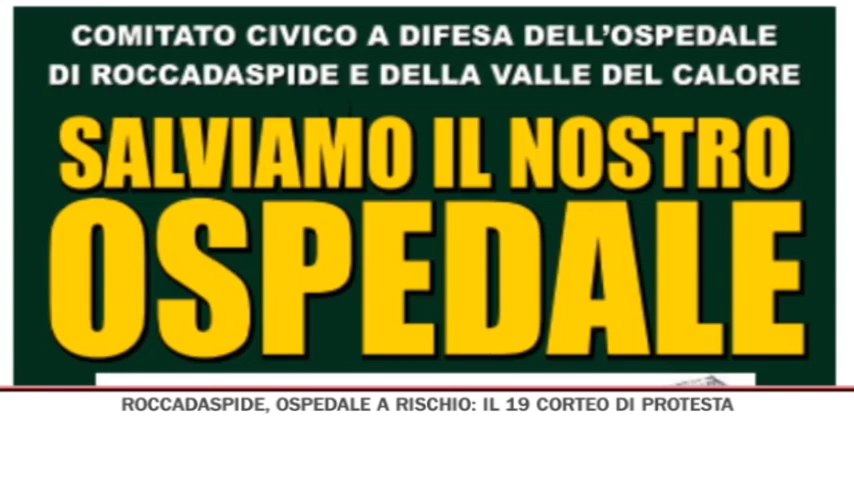 COMITATO CIVICO A DIFESA DELL'OSPEDALE
DI ROCCADASPIDE E DELLA VALLE DEL CALORE
SALVIAMO IL NOSTRO
OSPEDALE
ROCCADASPIDE, OSPEDALE A RISCHIO: IL 19 CORTEO DI PROTESTA